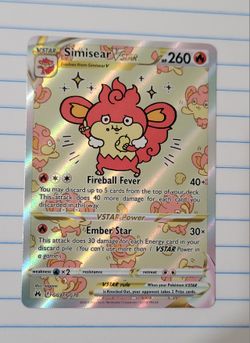 VSTAR Simisear VSTAR HP 260
Evolves from Simisear V
Fireball Fever 40+
You may discard up to 5 cards from the top of your deck.
This attack does 40 more damage for each card you
discarded in this way.
VSTAR Power
Ember Star 30×
This attack does 30 damage for each Energy card in your
discard pile. (You can't use more than 1 VSTAR Power
in a game.)
weakness ×2 resistance retreat
VSTAR rule When your Pokémon VSTAR
is Knocked Out, your opponent takes 2 Prize cards.